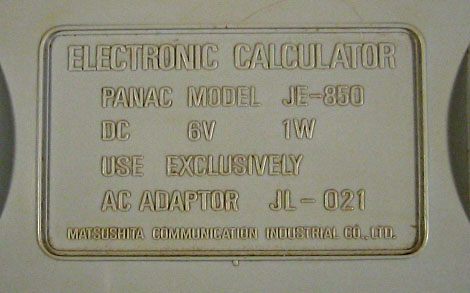 ELECTRONIC CALCULATOR
PANAC MODEL JE-850
DC 6V 1W
USE EXCLUSIVELY
AC ADAPTOR JL-021
MATSUSHITA COMMUNICATION INDUSTRIAL CO., LTD.